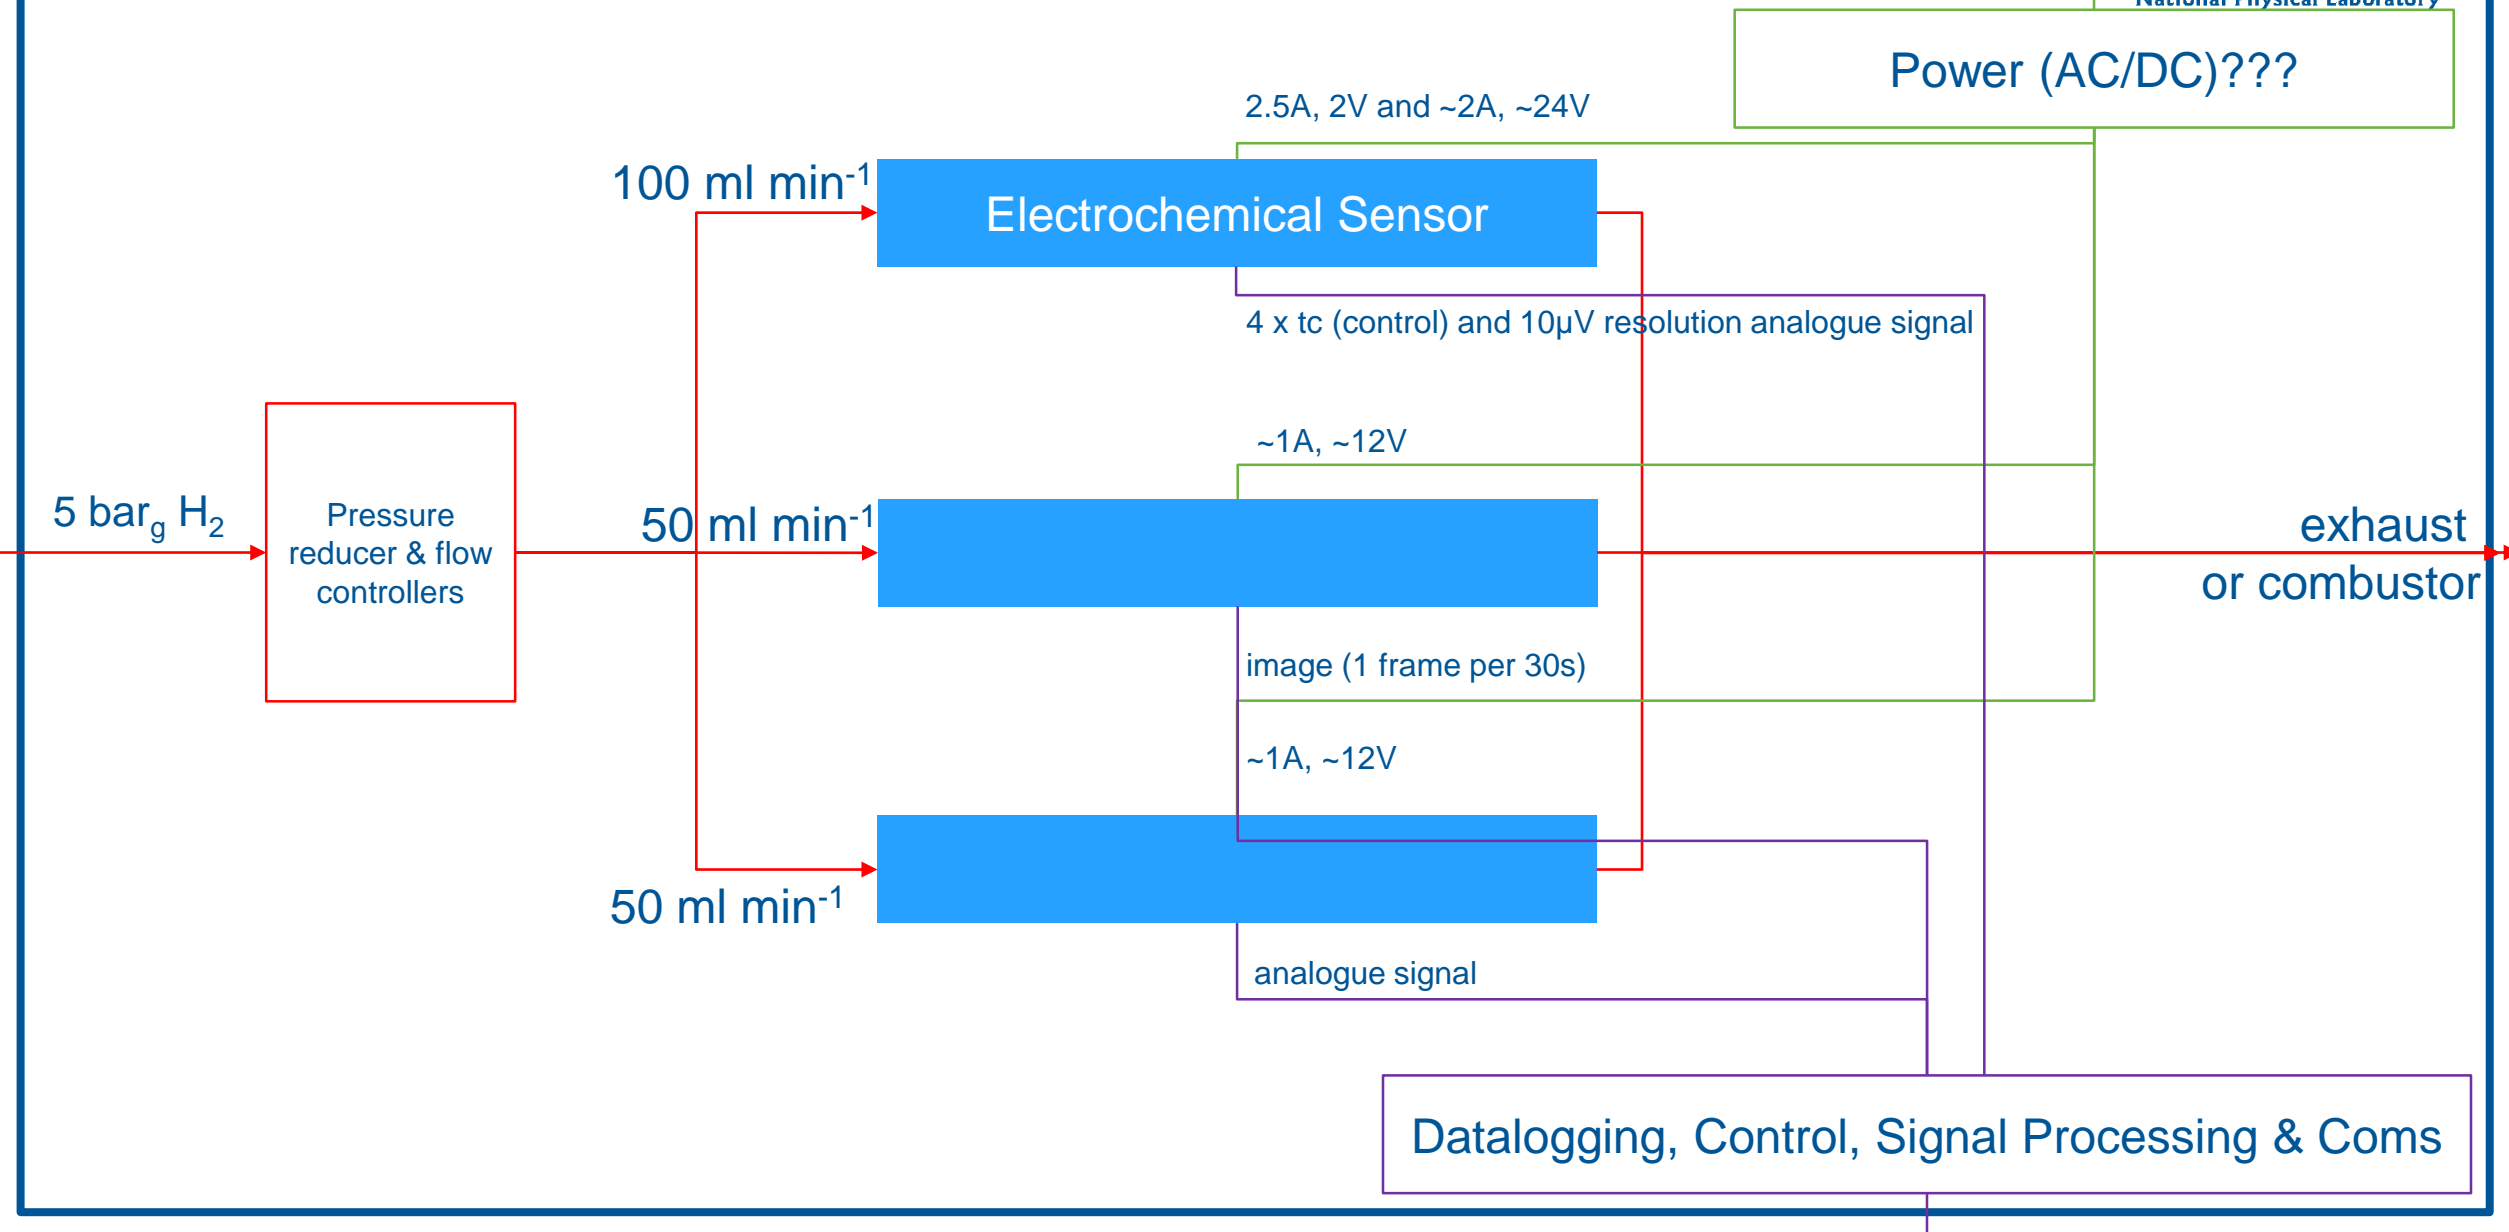 National Physical Laboratory
Power (AC/DC)???
2.5A, 2V and ~2A, ~24V
100 ml min-1
Electrochemical Sensor
4 x tc (control) and 10µV resolution analogue signal
~1A, ~12V
5 barg H2
Pressure
reducer & flow
controllers
50 ml min-1
exhaust
or combustor
image (1 frame per 30s)
~1A, ~12V
50 ml min-1
analogue signal
Datalogging, Control, Signal Processing & Coms